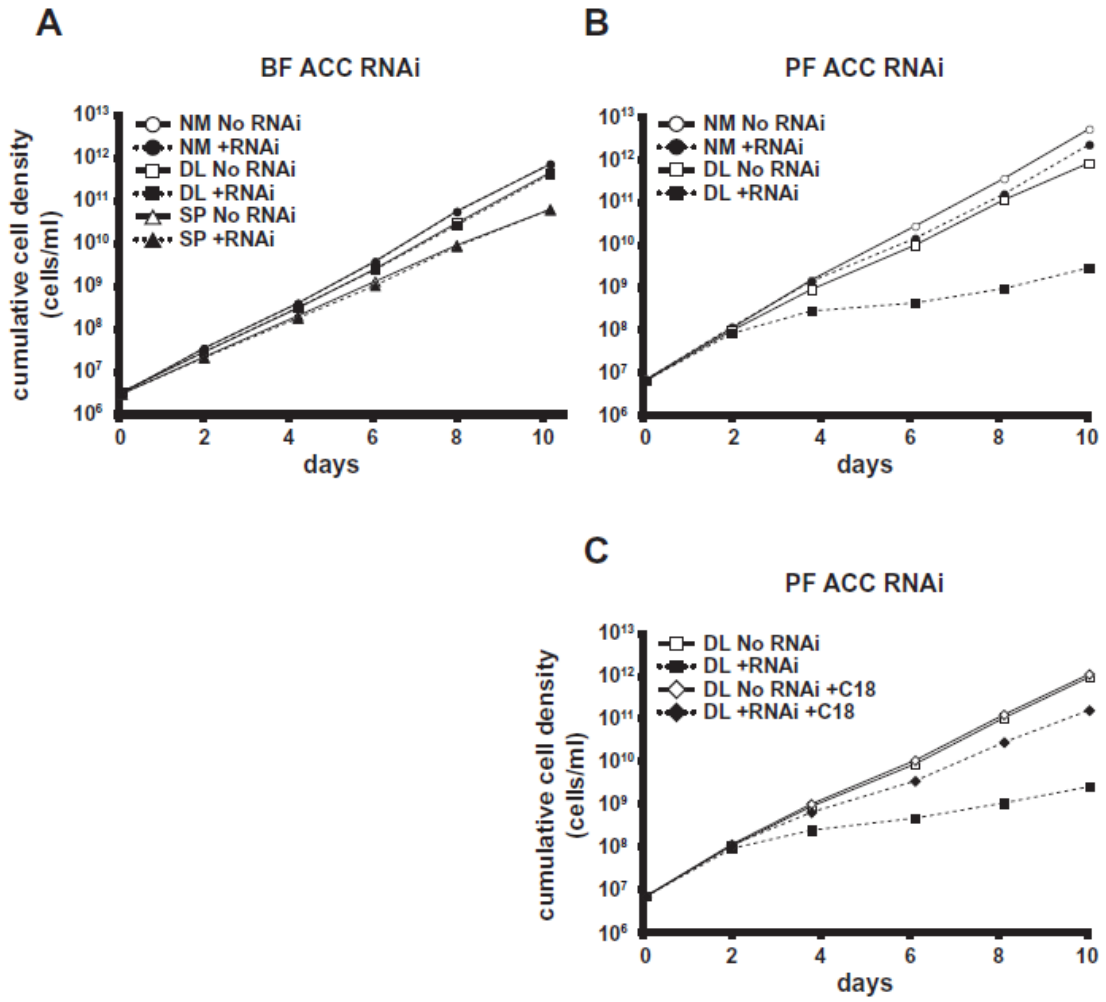 A
BF ACC RNAi
cumulative cell density
(cells/ml)
10¹³
10¹²
10¹¹
10¹⁰
10⁹
10⁸
10⁷
10⁶
NM No RNAi
NM +RNAi
DL No RNAi
DL +RNAi
SP No RNAi
SP +RNAi
0 2 4 6 8 10
days
B
PF ACC RNAi
10¹³
10¹²
10¹¹
10¹⁰
10⁹
10⁸
10⁷
10⁶
NM No RNAi
NM +RNAi
DL No RNAi
DL +RNAi
0 2 4 6 8 10
days
C
PF ACC RNAi
cumulative cell density
(cells/ml)
10¹³
10¹²
10¹¹
10¹⁰
10⁹
10⁸
10⁷
10⁶
DL No RNAi
DL +RNAi
DL No RNAi +C18
DL +RNAi +C18
0 2 4 6 8 10
days